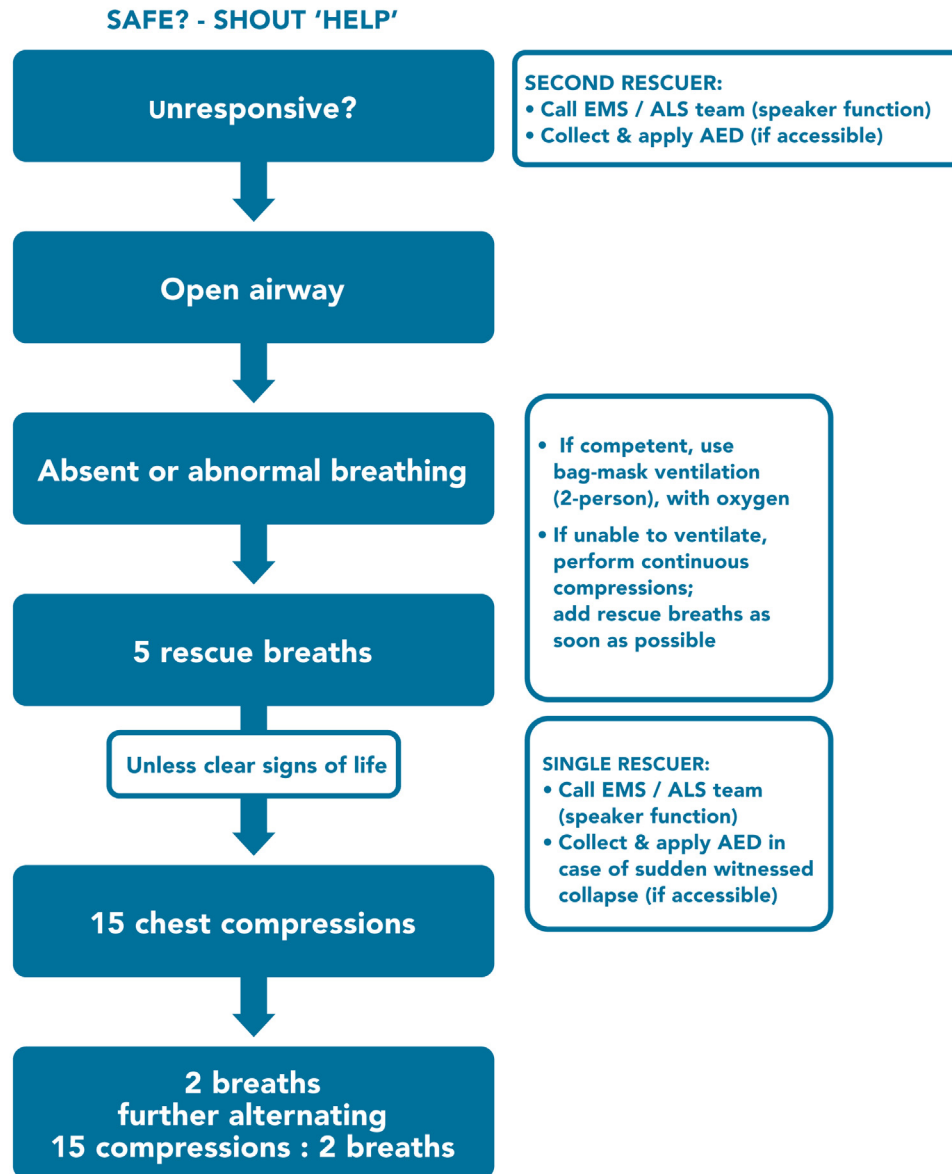 SAFE? - SHOUT ‘HELP’
Unresponsive?
SECOND RESCUER:
• Call EMS / ALS team (speaker function)
• Collect & apply AED (if accessible)
Open airway
Absent or abnormal breathing
• If competent, use
bag-mask ventilation
(2-person), with oxygen
• If unable to ventilate,
perform continuous
compressions;
add rescue breaths as
soon as possible
5 rescue breaths
Unless clear signs of life
SINGLE RESCUER:
• Call EMS / ALS team
(speaker function)
• Collect & apply AED in
case of sudden witnessed
collapse (if accessible)
15 chest compressions
2 breaths
further alternating
15 compressions : 2 breaths